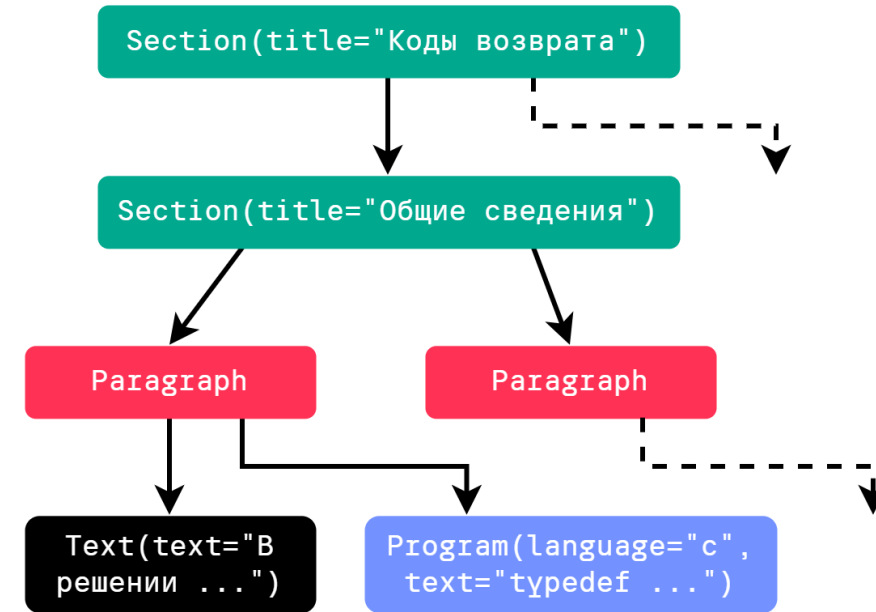 Section(title="Коды возврата")
Section(title="Общие сведения")
Paragraph
Paragraph
Text(text="В
решении ...")
Program(language="c",
text="typedef ...")